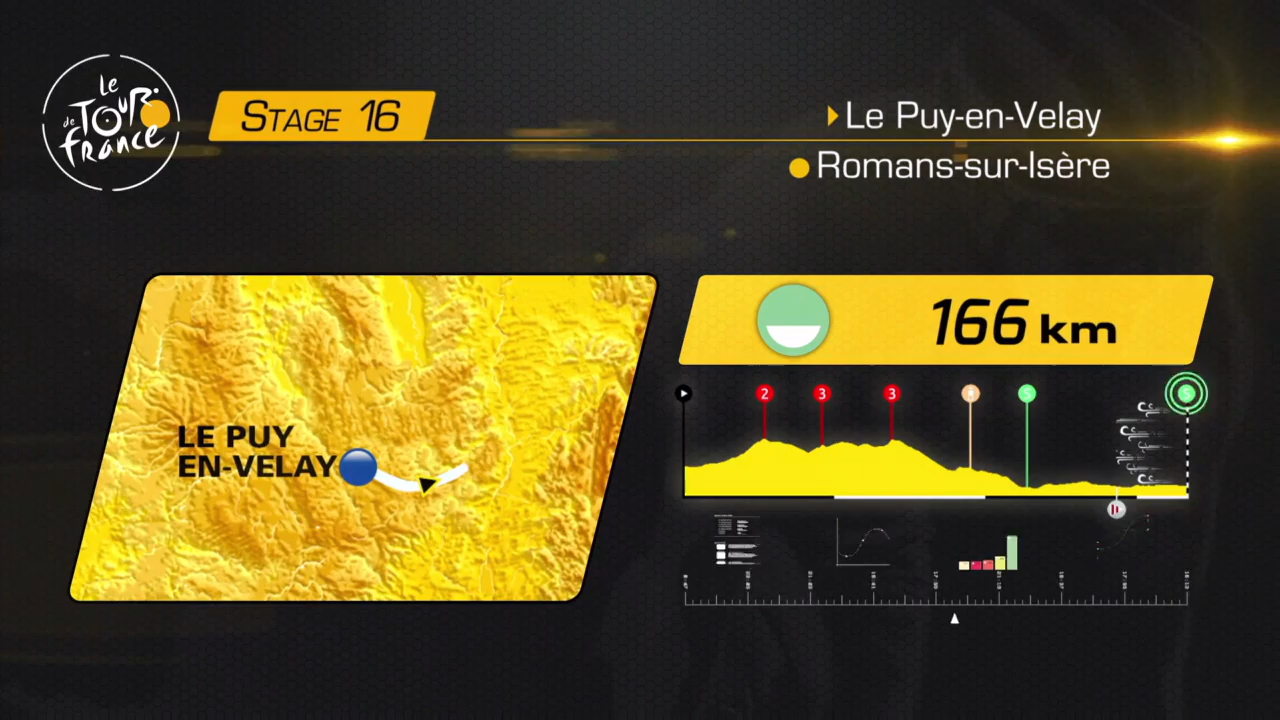 Le
TOUR
de
FRANCE
STAGE 16
Le Puy-en-Velay
Romans-sur-Isère
166 km
LE PUY
EN-VELAY
2
3
3
S
S